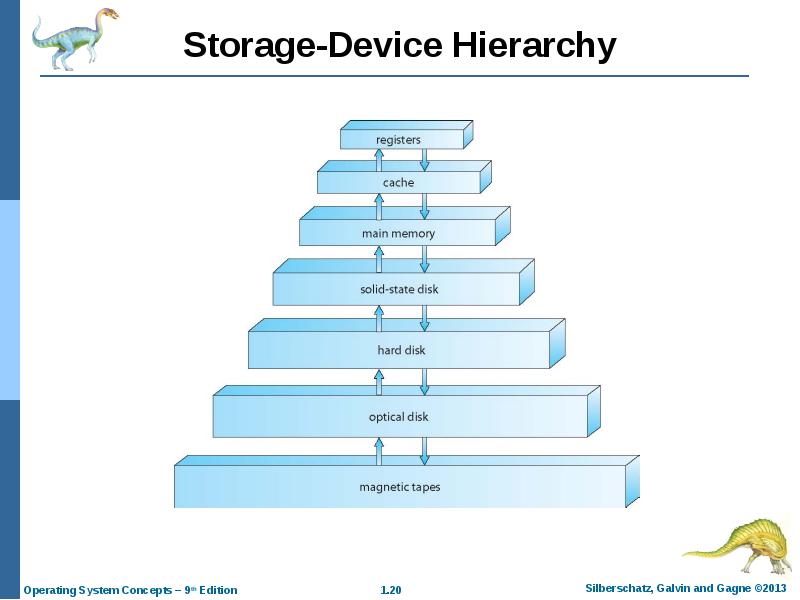 Storage-Device Hierarchy
registers
cache
main memory
solid-state disk
hard disk
optical disk
magnetic tapes
Operating System Concepts – 9th Edition
1.20
Silberschatz, Galvin and Gagne ©2013